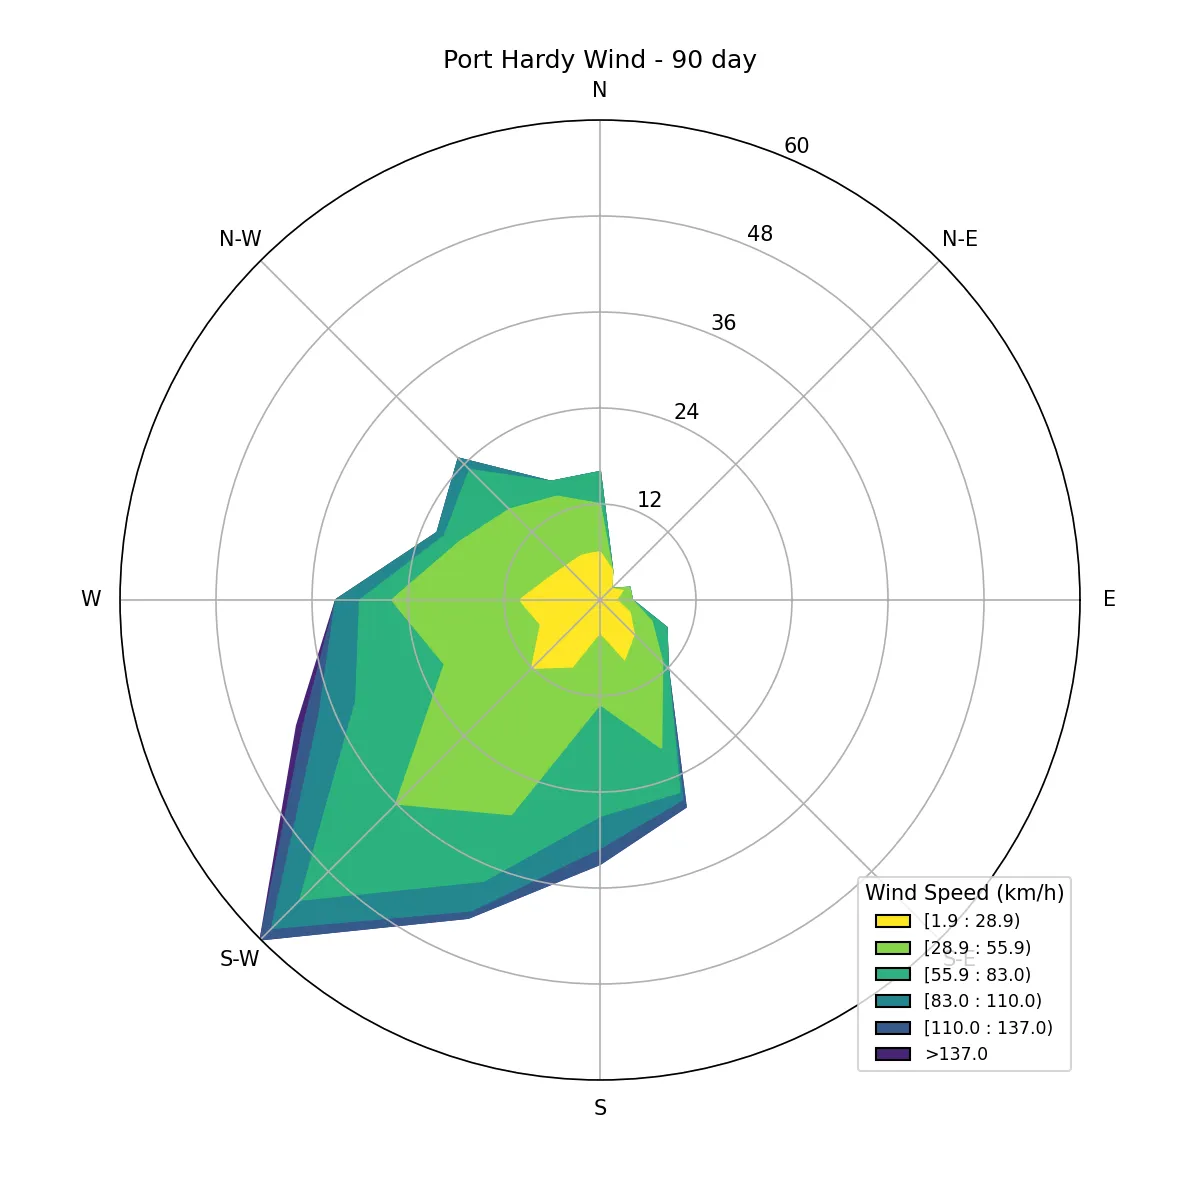 Port Hardy Wind - 90 day
N
60
N-W
48
N-E
36
24
12
W
E
Wind Speed (km/h)
[1.9 : 28.9)
[28.9 : 55.9)
S-W
S-E
[55.9 : 83.0)
[83.0 : 110.0)
[110.0 : 137.0)
>137.0
S